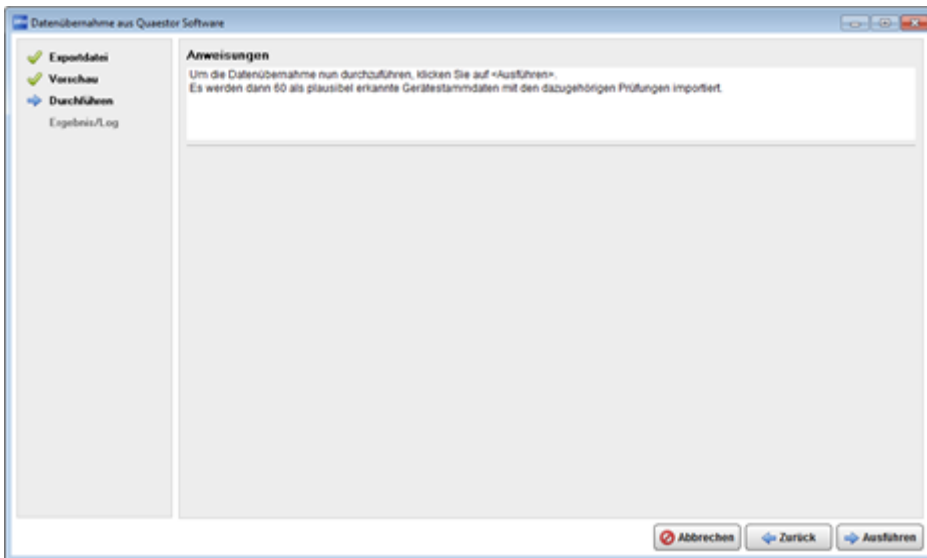 Datenübernahme aus Quaestor Software
Exportdatei
Vorschau
Durchführen
Ergebnis/Log
Anweisungen
Um die Datenübernahme nun durchzuführen, klicken Sie auf <Ausführen>.
Es werden dann 60 als plausibel erkannte Gerätestammdaten mit den dazugehörigen Prüfungen importiert.
Abbrechen
Zurück
Ausführen